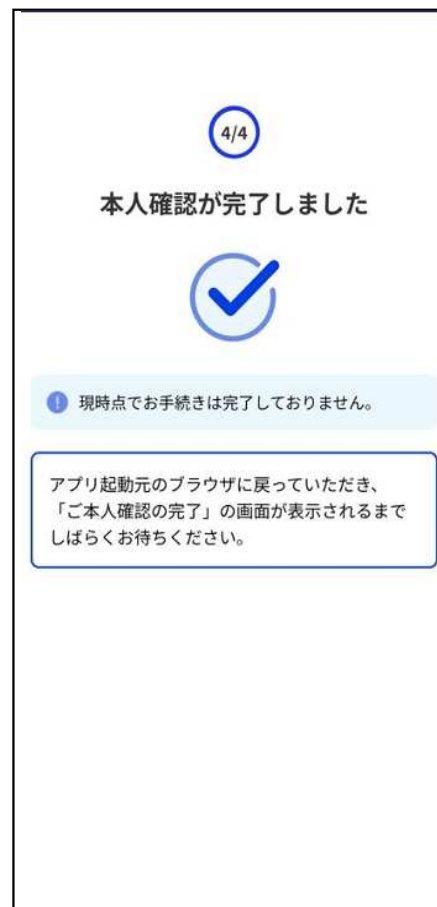 4/4
本人確認が完了しました
! 現時点でお手続きは完了しておりません。
アプリ起動元のブラウザに戻っていただき、
「ご本人確認の完了」の画面が表示されるまで
しばらくお待ちください。